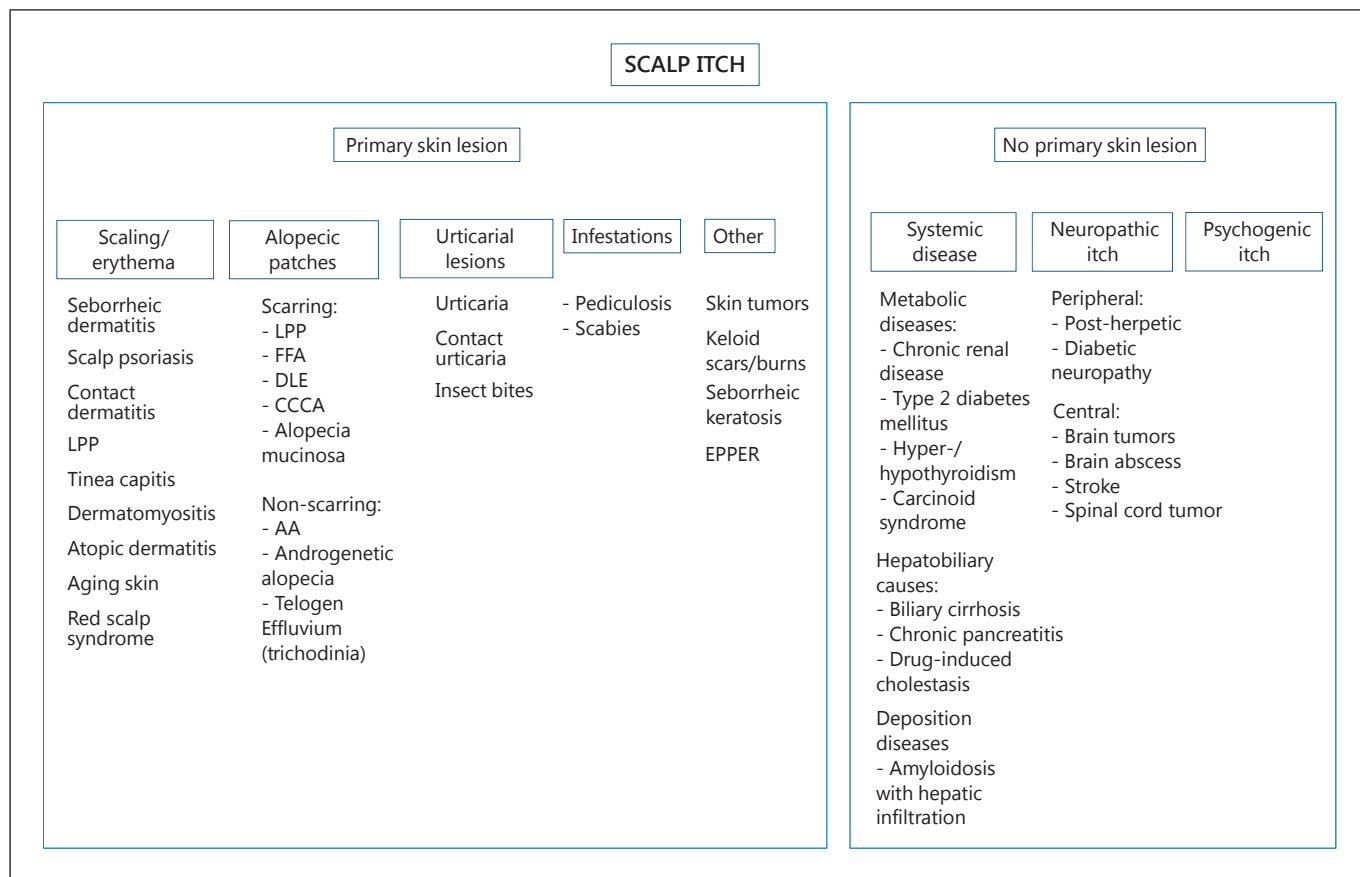 SCALP ITCH
Primary skin lesion
Scaling/
erythema
Seborrheic
dermatitis
Scalp psoriasis
Contact
dermatitis
LPP
Tinea capitis
Dermatomyositis
Atopic dermatitis
Aging skin
Red scalp
syndrome
Alopecic
patches
Scarring:
- LPP
- FFA
- DLE
- CCCA
- Alopecia
mucinosa
Non-scarring:
- AA
- Androgenetic
alopecia
- Telogen
Effluvium
(trichodinia)
Urticarial
lesions
Urticaria
Contact
urticaria
Insect bites
Infestations
- Pediculosis
- Scabies
Other
Skin tumors
Keloid
scars/burns
Seborrheic
keratosis
EPPER
No primary skin lesion
Systemic
disease
Metabolic
diseases:
- Chronic renal
disease
- Type 2 diabetes
mellitus
- Hyper-/
hypothyroidism
- Carcinoid
syndrome
Hepatobiliary
causes:
- Biliary cirrhosis
- Chronic pancreatitis
- Drug-induced
cholestasis
Deposition
diseases
- Amyloidosis
with hepatic
infiltration
Neuropathic
itch
Peripheral:
- Post-herpetic
- Diabetic
neuropathy
Central:
- Brain tumors
- Brain abscess
- Stroke
- Spinal cord tumor
Psychogenic
itch